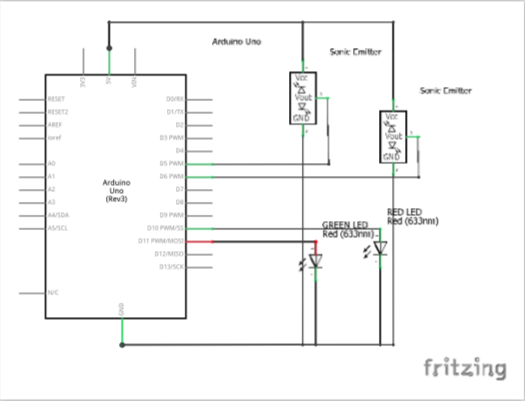 Arduino Uno
Sonic Emitter
Sonic Emitter
3V3
5V
VIN
Vcc
Vout
GND
Vcc
Vout
GND
RESET
RESET2
AREF
ioref
A0
A1
A2
A3
A4/SDA
A5/SCL
N/C
Arduino
Uno
(Rev3)
D0/RX
D1/TX
D2
D3 PWM
D4
D5 PWM
D6 PWM
D7
D8
D9 PWM
D10 PWM/SS
D11 PWM/MOSI
D12/MISO
D13/SCK
GND
GREEN LED
Red (633nm)
RED LED
Red (633nm)
fritzing